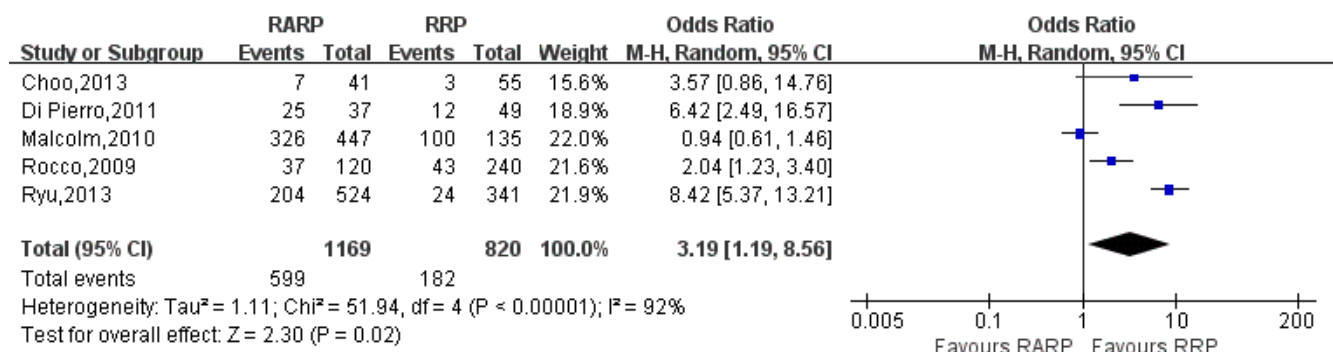 RARP RRP Odds Ratio Odds Ratio
Study or Subgroup Events Total Events Total Weight M-H, Random, 95% CI M-H, Random, 95% CI
Choo,2013 7 41 3 55 15.6% 3.57 [0.86, 14.76]
Di Pierro,2011 25 37 12 49 18.9% 6.42 [2.49, 16.57]
Malcolm,2010 326 447 100 135 22.0% 0.94 [0.61, 1.46]
Rocco,2009 37 120 43 240 21.6% 2.04 [1.23, 3.40]
Ryu,2013 204 524 24 341 21.9% 8.42 [5.37, 13.21]
Total (95% CI) 1169 820 100.0% 3.19 [1.19, 8.56]
Total events 599 182
Heterogeneity: Tau² = 1.11; Chi² = 51.94, df = 4 (P < 0.00001); I² = 92%
Test for overall effect: Z = 2.30 (P = 0.02)
0.005 0.1 1 10 200
Favours RARP Favours RRP